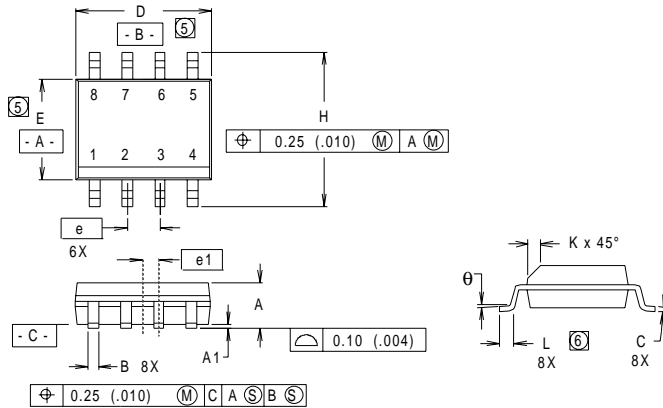 D
- B -
5
8 7 6 5
5
E
- A -
H
⌖ 0.25 (.010) Ⓜ A Ⓜ
1 2 3 4
e
6X
e1
K x 45°
θ
A
- C -
A1
⌓ 0.10 (.004)
B 8X
L
6
8X
C
8X
⌖ 0.25 (.010) Ⓜ C A Ⓢ B Ⓢ